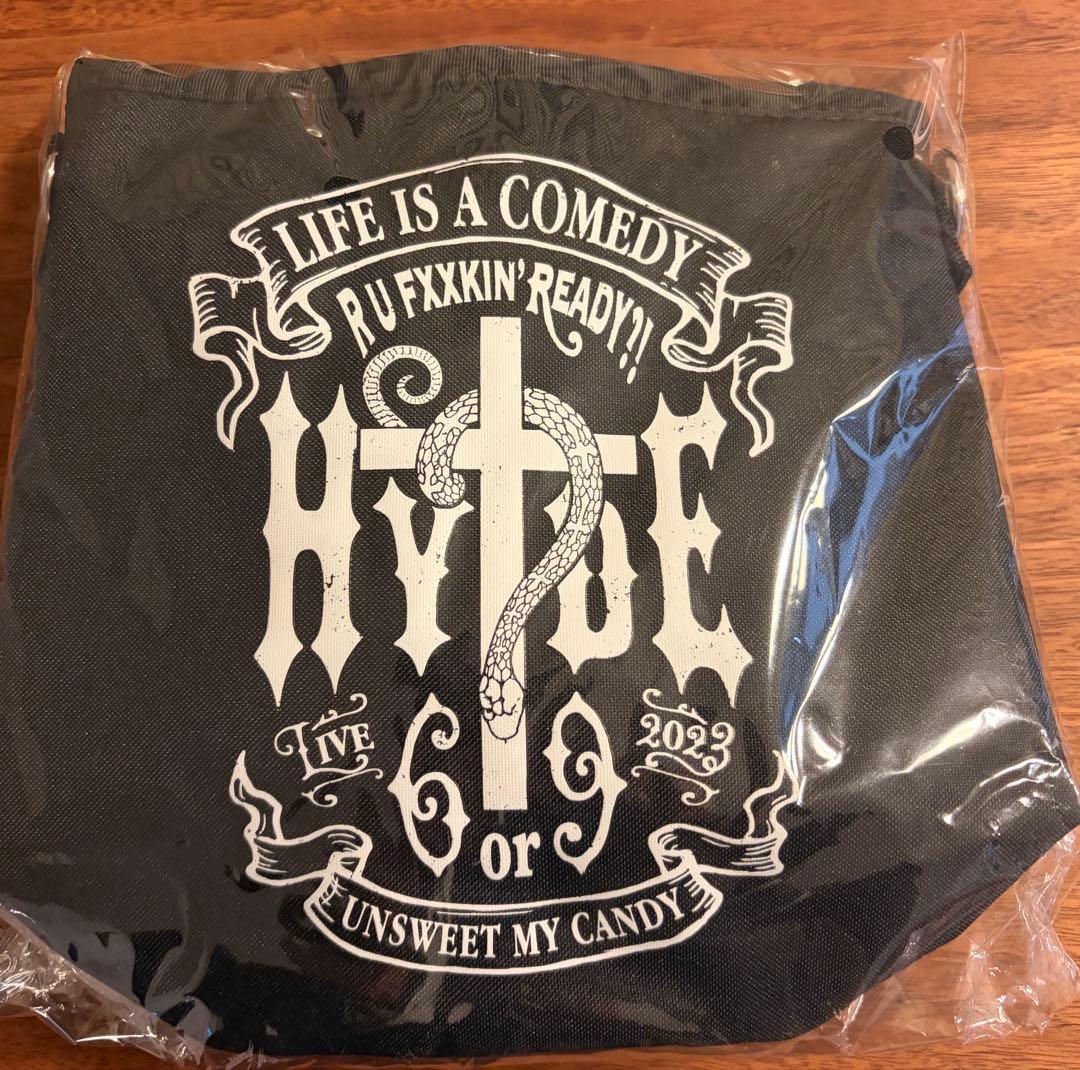 LIFE IS A COMEDY
R U FXXKIN' READY?!
HYDE
LIVE 6 or 9 2023
UNSWEET MY CANDY